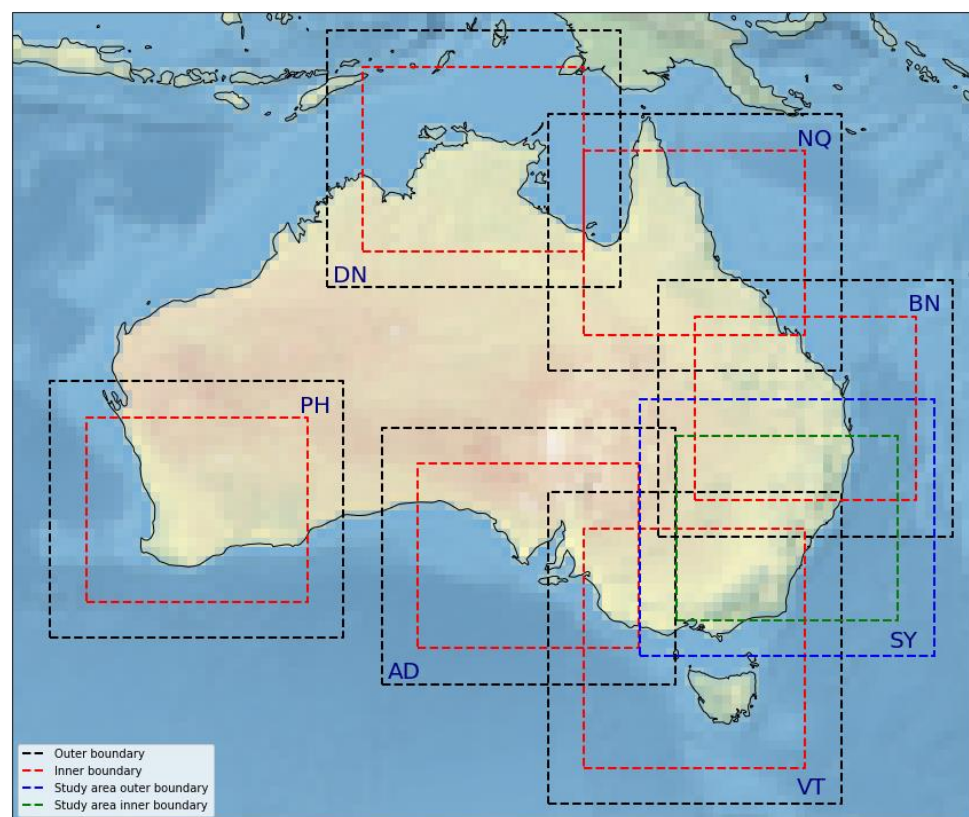 NQ
DN
BN
PH
SY
AD
VT
Outer boundary
Inner boundary
Study area outer boundary
Study area inner boundary